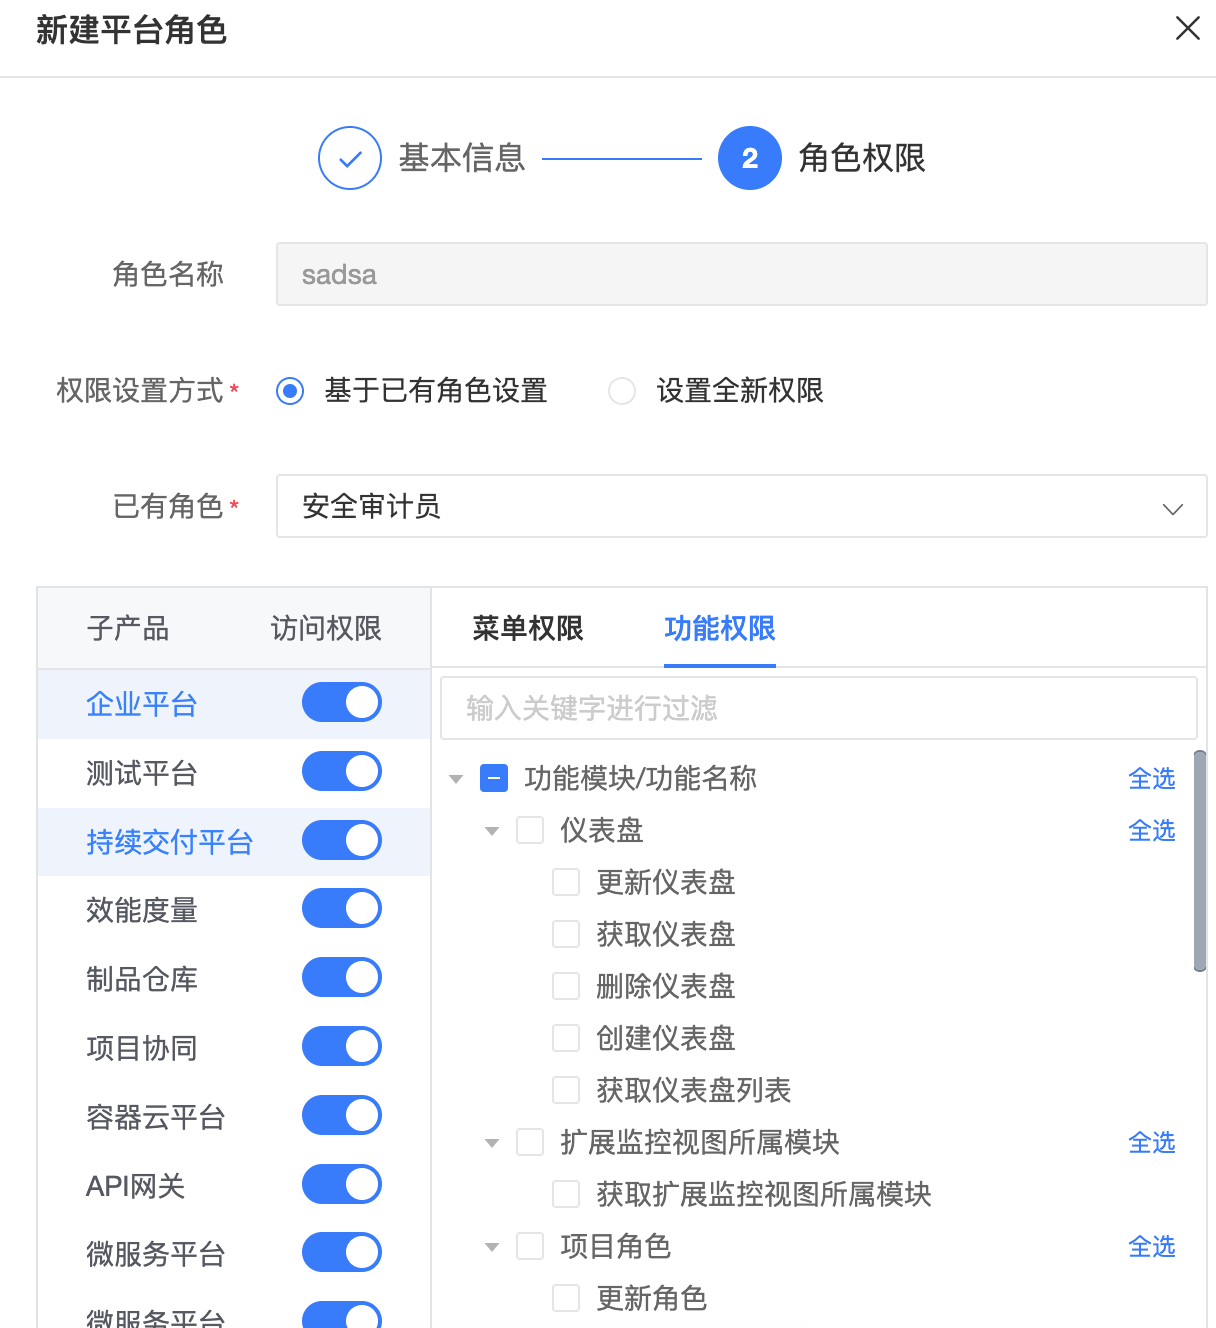 新建平台角色
基本信息
2 角色权限
角色名称 sadsa
权限设置方式* 基于已有角色设置 设置全新权限
已有角色* 安全审计员
子产品 访问权限
企业平台
测试平台
持续交付平台
效能度量
制品仓库
项目协同
容器云平台
API网关
微服务平台
微服务平台
菜单权限 功能权限
输入关键字进行过滤
功能模块/功能名称 全选
仪表盘 全选
更新仪表盘
获取仪表盘
删除仪表盘
创建仪表盘
获取仪表盘列表
扩展监控视图所属模块 全选
获取扩展监控视图所属模块
项目角色 全选
更新角色